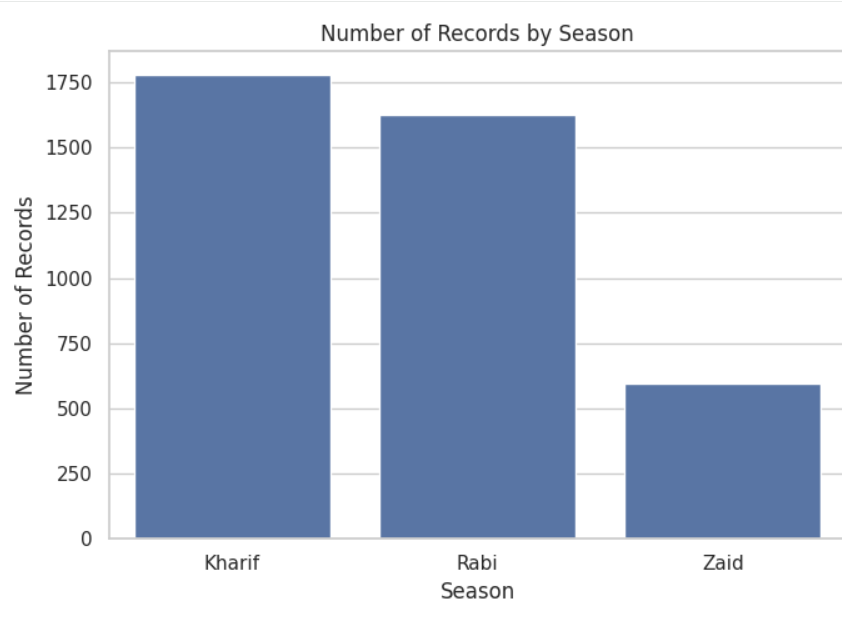 Number of Records by Season
Number of Records
1750
1500
1250
1000
750
500
250
0
Kharif Rabi Zaid
Season